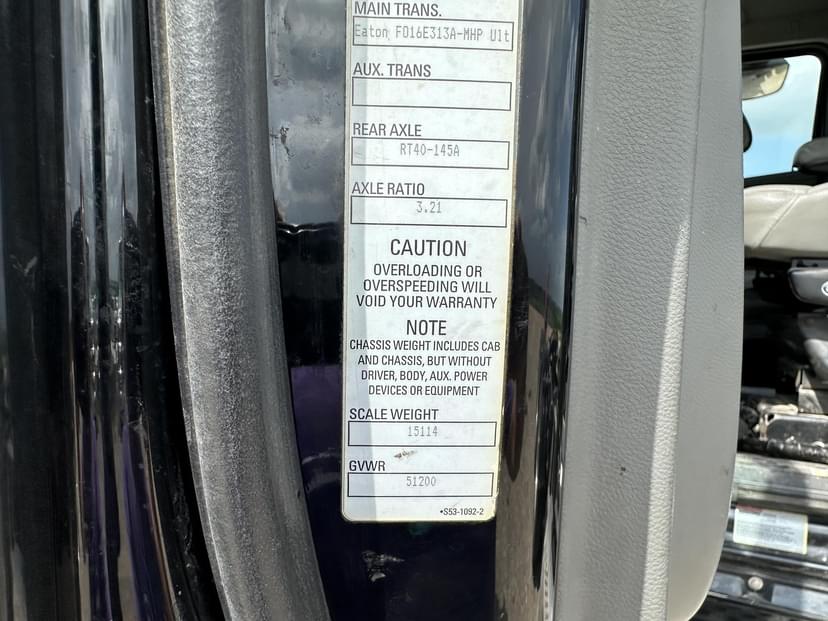 MAIN TRANS.
Eaton FO16E313A-MHP Ult
AUX. TRANS
REAR AXLE
RT40-145A
AXLE RATIO
3.21
CAUTION
OVERLOADING OR
OVERSPEEDING WILL
VOID YOUR WARRANTY
NOTE
CHASSIS WEIGHT INCLUDES CAB
AND CHASSIS, BUT WITHOUT
DRIVER, BODY, AUX. POWER
DEVICES OR EQUIPMENT
SCALE WEIGHT
15114
GVWR
51200
•S53-1092-2